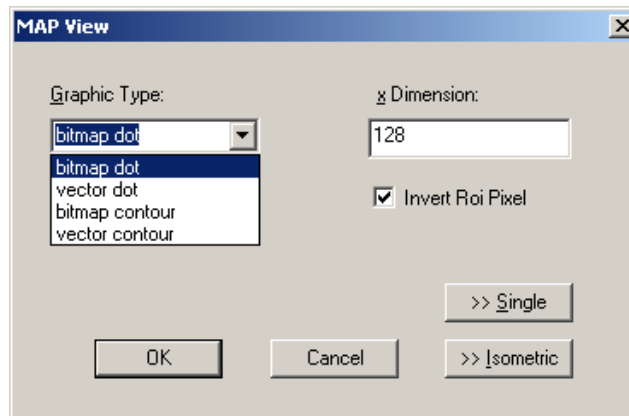 MAP View
Graphic Type:
x Dimension:
bitmap dot
128
bitmap dot
vector dot
bitmap contour
vector contour
Invert Roi Pixel
>> Single
OK
Cancel
>> Isometric